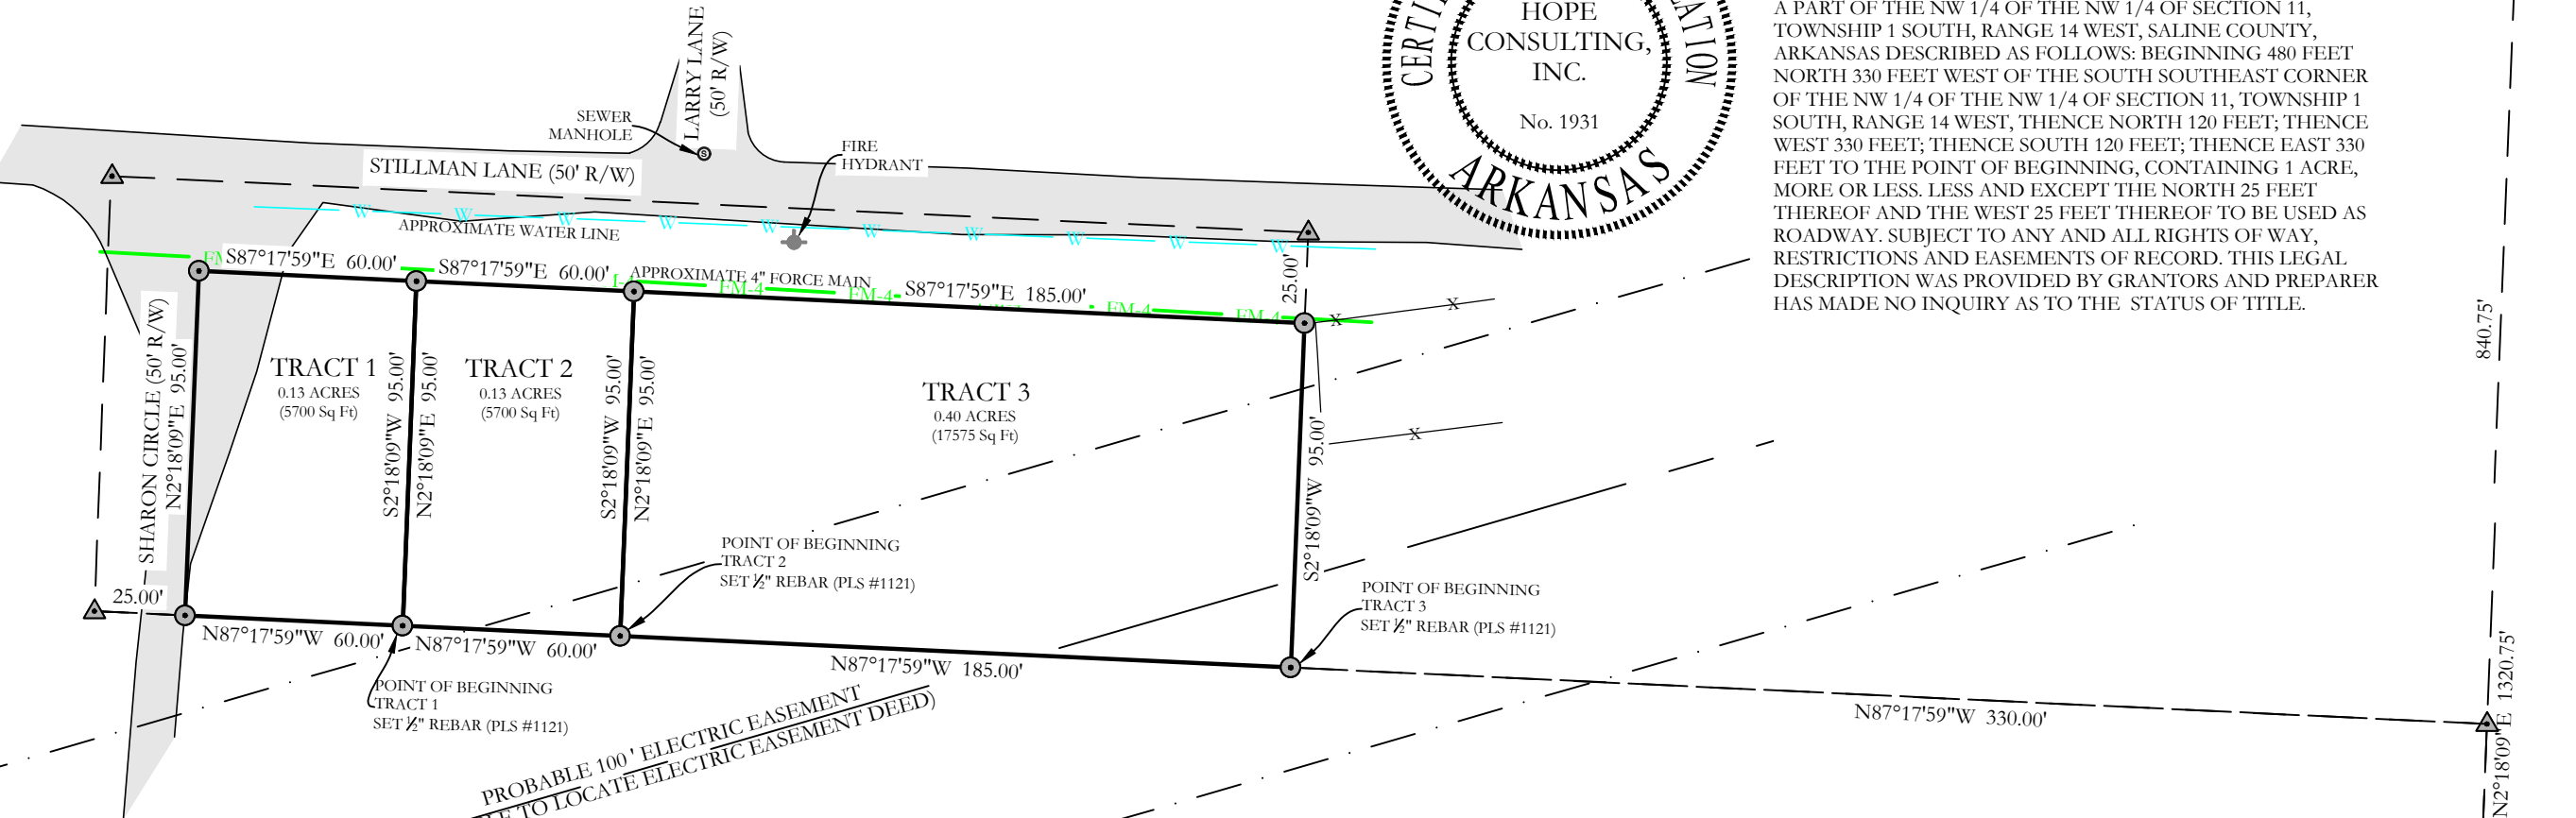 LARRY LANE
(50' R/W)
SEWER
MANHOLE
S
FIRE
HYDRANT
STILLMAN LANE (50' R/W)
W W W W W W W W W W
APPROXIMATE WATER LINE
S87°17'59"E 60.00'
S87°17'59"E 60.00'
APPROXIMATE 4" FORCE MAIN
FM-4 FM-4 FM-4 FM-4
S87°17'59"E 185.00'
25.00'
X
X
X
SHARON CIRCLE (50' R/W)
N2°18'09"E 95.00'
TRACT 1
0.13 ACRES
(5700 Sq Ft)
S2°18'09"W 95.00'
N2°18'09"E 95.00'
TRACT 2
0.13 ACRES
(5700 Sq Ft)
S2°18'09"W 95.00'
N2°18'09"E 95.00'
TRACT 3
0.40 ACRES
(17575 Sq Ft)
S2°18'09"W 95.00'
POINT OF BEGINNING
TRACT 2
SET ½" REBAR (PLS #1121)
POINT OF BEGINNING
TRACT 3
SET ½" REBAR (PLS #1121)
25.00'
N87°17'59"W 60.00'
N87°17'59"W 60.00'
N87°17'59"W 185.00'
N87°17'59"W 330.00'
POINT OF BEGINNING
TRACT 1
SET ½" REBAR (PLS #1121)
PROBABLE 100 ' ELECTRIC EASEMENT
TO LOCATE ELECTRIC EASEMENT DEED)
HOPE
CONSULTING,
INC.
No. 1931
ARKANSAS
A PART OF THE NW 1/4 OF THE NW 1/4 OF SECTION 11,
TOWNSHIP 1 SOUTH, RANGE 14 WEST, SALINE COUNTY,
ARKANSAS DESCRIBED AS FOLLOWS: BEGINNING 480 FEET
NORTH 330 FEET WEST OF THE SOUTH SOUTHEAST CORNER
OF THE NW 1/4 OF THE NW 1/4 OF SECTION 11, TOWNSHIP 1
SOUTH, RANGE 14 WEST, THENCE NORTH 120 FEET; THENCE
WEST 330 FEET; THENCE SOUTH 120 FEET; THENCE EAST 330
FEET TO THE POINT OF BEGINNING, CONTAINING 1 ACRE,
MORE OR LESS. LESS AND EXCEPT THE NORTH 25 FEET
THEREOF AND THE WEST 25 FEET THEREOF TO BE USED AS
ROADWAY. SUBJECT TO ANY AND ALL RIGHTS OF WAY,
RESTRICTIONS AND EASEMENTS OF RECORD. THIS LEGAL
DESCRIPTION WAS PROVIDED BY GRANTORS AND PREPARER
HAS MADE NO INQUIRY AS TO THE STATUS OF TITLE.
840.75'
N2°18'09"E 1320.75'